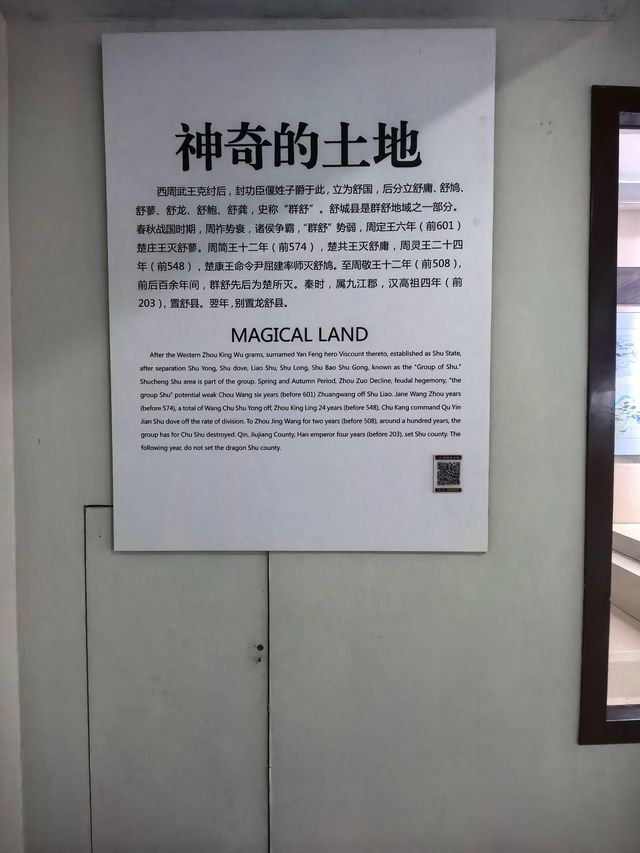 神奇的土地
西周武王克纣后，封功臣偃姓子爵于此，立为舒国，后分立舒庸、舒鸠、
舒蓼、舒龙、舒鲍、舒龚，史称“群舒”。舒城县是群舒地域之一部分。
春秋战国时期，周祚势衰，诸侯争霸，“群舒”势弱，周定王六年（前601）
楚庄王灭舒蓼。周简王十二年（前574），楚共王灭舒庸，周灵王二十四
年（前548），楚康王命令尹屈建率师灭舒鸠。至周敬王十二年（前508），
前后百余年间，群舒先后为楚所灭。秦时，属九江郡，汉高祖四年（前
203），置舒县。翌年，别置龙舒县。
MAGICAL LAND
After the Western Zhou King Wu grams, surnamed Yan Feng hero Viscount thereto, established as Shu State,
after separation Shu Yong, Shu dove, Liao Shu, Shu Long, Shu Bao Shu Gong, known as the "Group of Shu."
Shucheng Shu area is part of the group. Spring and Autumn Period, Zhou Zuo Decline, feudal hegemony, "the
group Shu" potential weak Chou Wang six years (before 601) Zhuangwang off Shu Liao. Jane Wang Zhou years
(before 574), a total of Wang Chu Shu Yong off, Zhou King Ling 24 years (before 548), Chu Kang command Qu Yin
Jian Shu dove off the rate of division. To Zhou Jing Wang for two years (before 508), around a hundred years, the
group has for Chu Shu destroyed. Qin, Jiujiang County, Han emperor four years (before 203), set Shu county. The
following year, do not set the dragon Shu county.